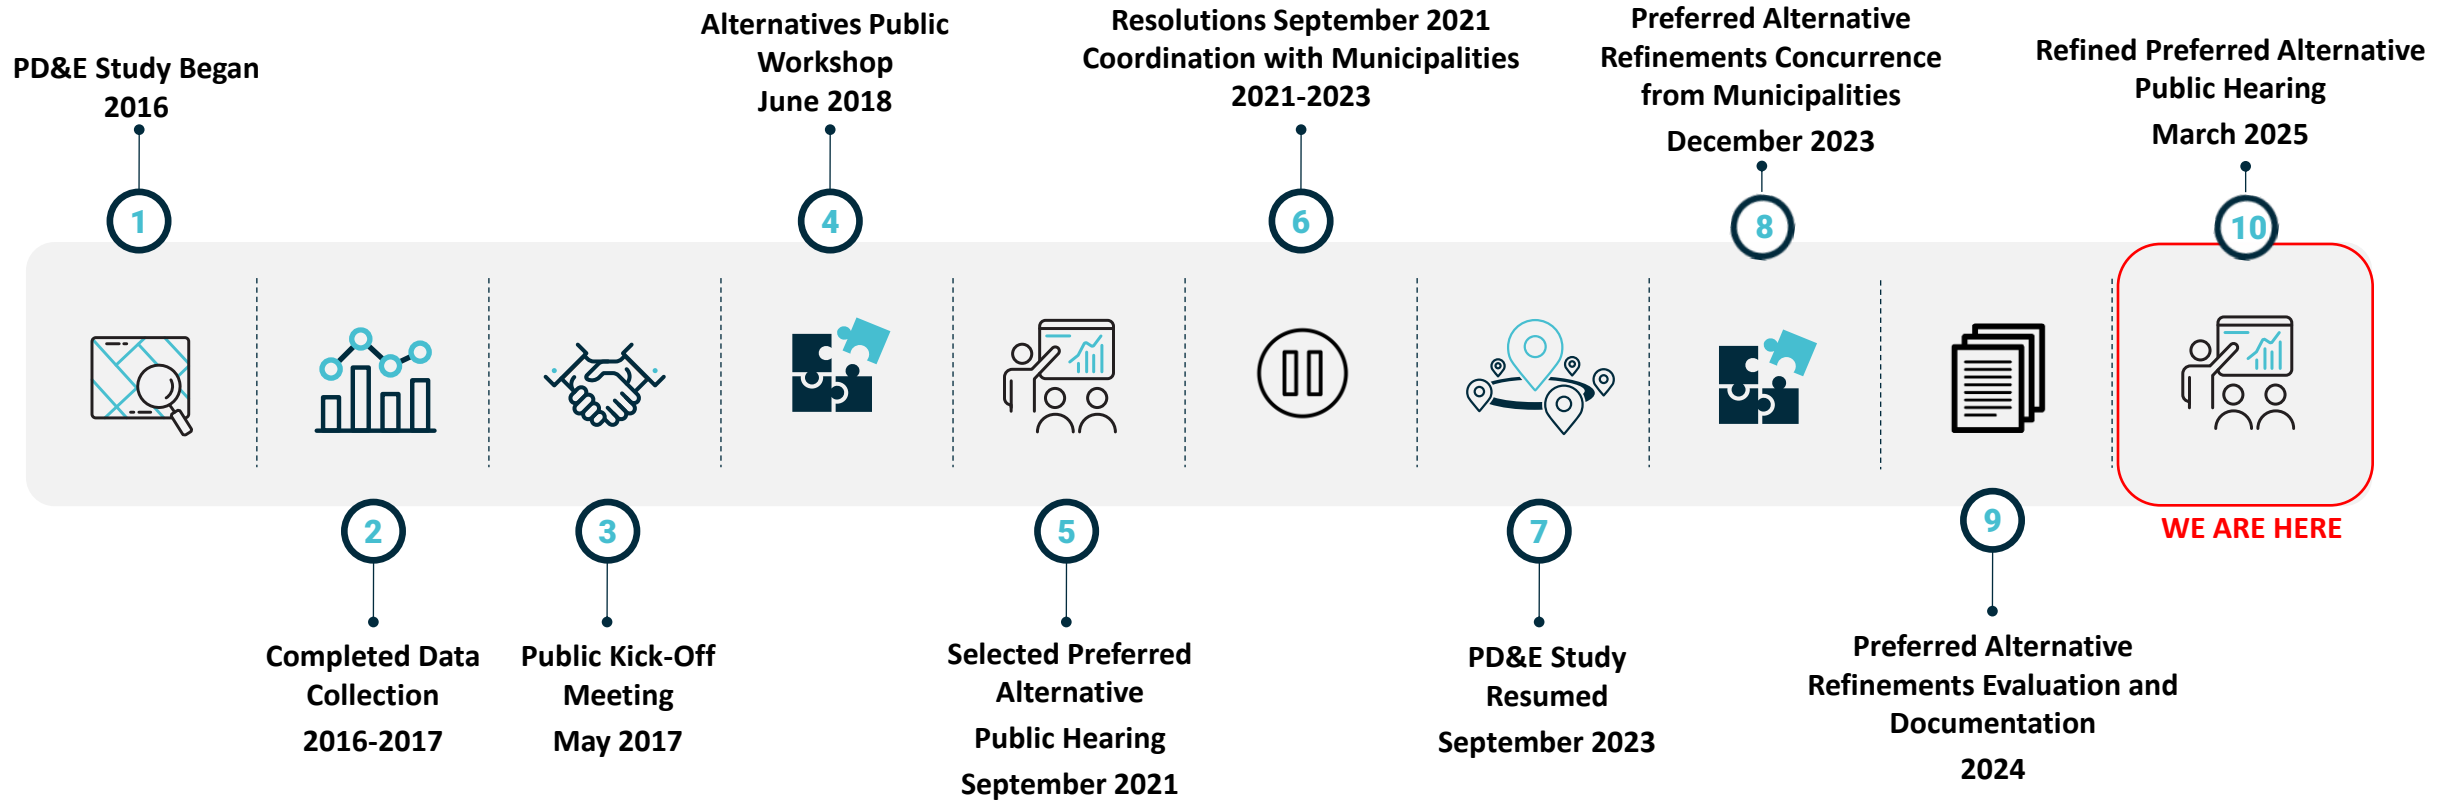 PD&E Study Began
2016
1
Completed Data
Collection
2016-2017
2
Public Kick-Off
Meeting
May 2017
3
Alternatives Public
Workshop
June 2018
4
Selected Preferred
Alternative
Public Hearing
September 2021
5
Resolutions September 2021
Coordination with Municipalities
2021-2023
6
PD&E Study
Resumed
September 2023
7
Preferred Alternative
Refinements Concurrence
from Municipalities
December 2023
8
Preferred Alternative
Refinements Evaluation and
Documentation
2024
9
Refined Preferred Alternative
Public Hearing
March 2025
10
WE ARE HERE